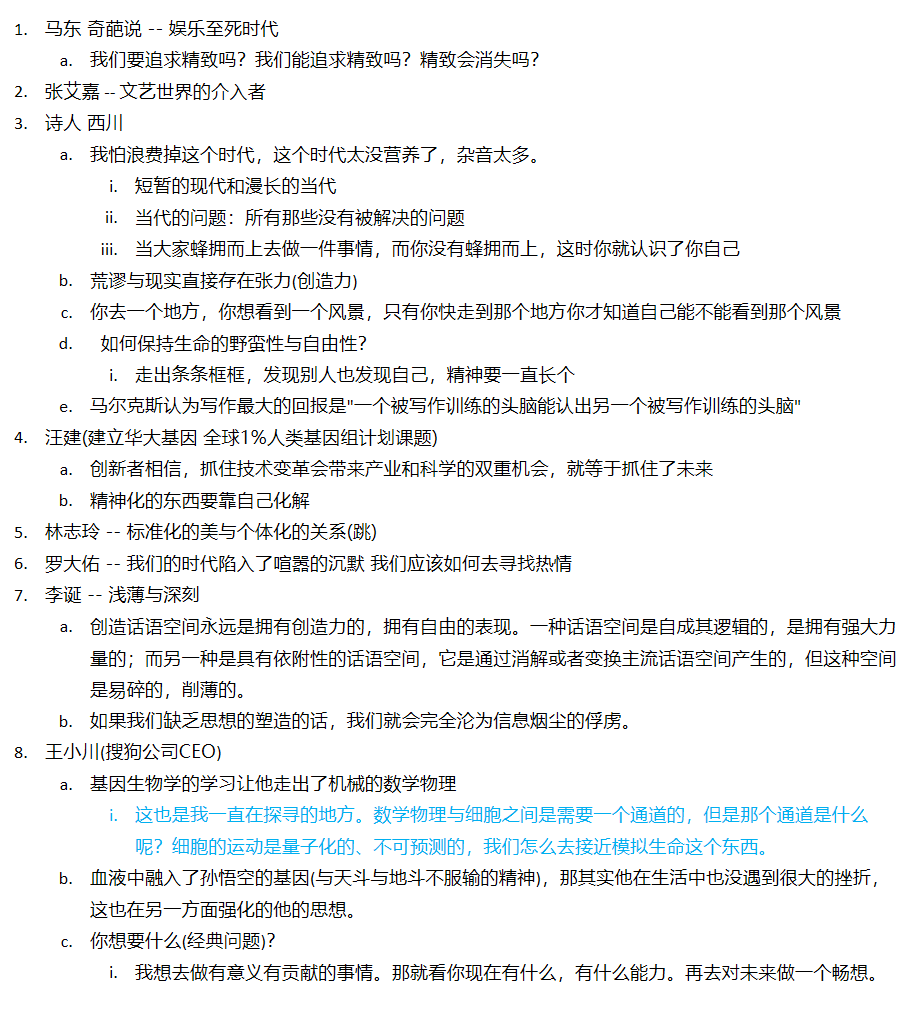 1. 马东 奇葩说 -- 娱乐至死时代
a. 我们要追求精致吗？我们能追求精致吗？精致会消失吗？
2. 张艾嘉 -- 文艺世界的介入者
3. 诗人 西川
a. 我怕浪费掉这个时代，这个时代太没营养了，杂音太多。
i. 短暂的现代和漫长的当代
ii. 当代的问题：所有那些没有被解决的问题
iii. 当大家蜂拥而上去做一件事情，而你没有蜂拥而上，这时你就认识了你自己
b. 荒谬与现实直接存在张力(创造力)
c. 你去一个地方，你想看到一个风景，只有你快走到那个地方你才知道自己能不能看到那个风景
d. 如何保持生命的野蛮性与自由性？
i. 走出条条框框，发现别人也发现自己，精神要一直长个
e. 马尔克斯认为写作最大的回报是"一个被写作训练的头脑能认出另一个被写作训练的头脑"
4. 汪建(建立华大基因 全球1%人类基因组计划课题)
a. 创新者相信，抓住技术变革会带来产业和科学的双重机会，就等于抓住了未来
b. 精神化的东西要靠自己化解
5. 林志玲 -- 标准化的美与个体化的关系(跳)
6. 罗大佑 -- 我们的时代陷入了喧嚣的沉默 我们应该如何去寻找热情
7. 李诞 -- 浅薄与深刻
a. 创造话语空间永远是拥有创造力的，拥有自由的表现。一种话语空间是自成其逻辑的，是拥有强大力
量的；而另一种是具有依附性的话语空间，它是通过消解或者变换主流话语空间产生的，但这种空间
是易碎的，削薄的。
b. 如果我们缺乏思想的塑造的话，我们就会完全沦为信息烟尘的俘虏。
8. 王小川(搜狗公司CEO)
a. 基因生物学的学习让他走出了机械的数学物理
i. 这也是我一直在探寻的地方。数学物理与细胞之间是需要一个通道的，但是那个通道是什么
呢？细胞的运动是量子化的、不可预测的，我们怎么去接近模拟生命这个东西。
b. 血液中融入了孙悟空的基因(与天斗与地斗不服输的精神)，那其实他在生活中也没遇到很大的挫折，
这也在另一方面强化的他的思想。
c. 你想要什么(经典问题)？
i. 我想去做有意义有贡献的事情。那就看你现在有什么，有什么能力。再去对未来做一个畅想。